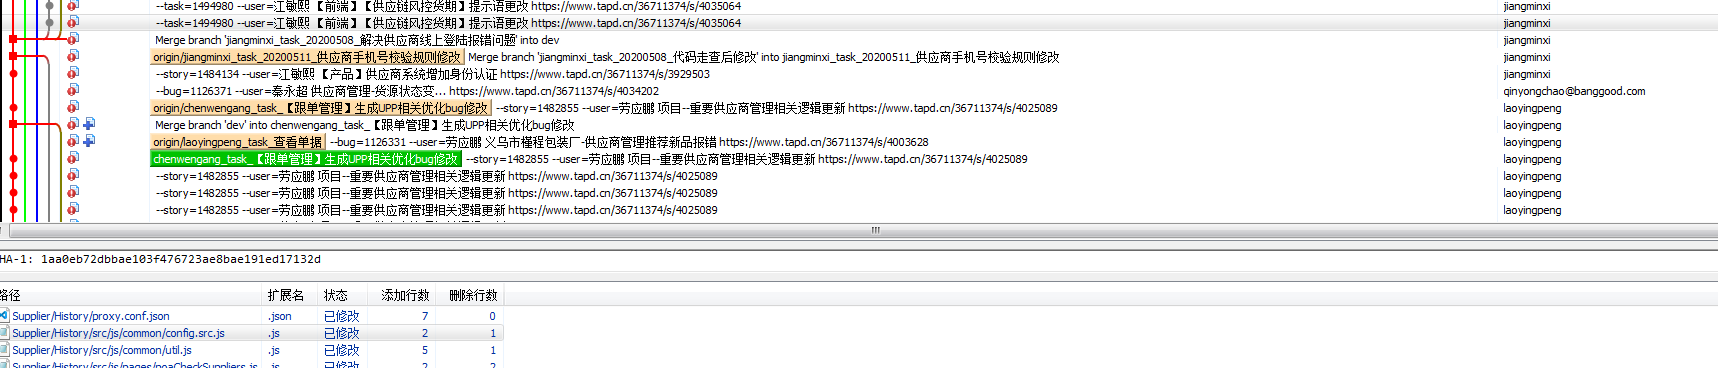 --task=1494980 --user=江敏熙 【前端】【供应链风控货期】提示语更改 https://www.tapd.cn/36711374/s/4035064 jiangminxi
--task=1494980 --user=江敏熙 【前端】【供应链风控货期】提示语更改 https://www.tapd.cn/36711374/s/4035064 jiangminxi
Merge branch 'jiangminxi_task_20200508_解决供应商线上登陆报错问题' into dev jiangminxi
origin/jiangminxi_task_20200511_供应商手机号校验规则修改 Merge branch 'jiangminxi_task_20200508_代码走查后修改' into jiangminxi_task_20200511_供应商手机号校验规则修改 jiangminxi
--story=1484134 --user=江敏熙 【产品】供应商系统增加身份认证 https://www.tapd.cn/36711374/s/3929503 jiangminxi
--bug=1126371 --user=秦永超 供应商管理-货源状态变... https://www.tapd.cn/36711374/s/4034202 qinyongchao@banggood.com
origin/chenwengang_task_【跟单管理】生成UPP相关优化bug修改 --story=1482855 --user=劳应鹏 项目--重要供应商管理相关逻辑更新 https://www.tapd.cn/36711374/s/4025089 laoyingpeng
Merge branch 'dev' into chenwengang_task_【跟单管理】生成UPP相关优化bug修改 laoyingpeng
origin/laoyingpeng_task_查看单据 --bug=1126331 --user=劳应鹏 义乌市槿程包装厂-供应商管理推荐新品报错 https://www.tapd.cn/36711374/s/4003628 laoyingpeng
chenwengang_task_【跟单管理】生成UPP相关优化bug修改 --story=1482855 --user=劳应鹏 项目--重要供应商管理相关逻辑更新 https://www.tapd.cn/36711374/s/4025089 laoyingpeng
--story=1482855 --user=劳应鹏 项目--重要供应商管理相关逻辑更新 https://www.tapd.cn/36711374/s/4025089 laoyingpeng
--story=1482855 --user=劳应鹏 项目--重要供应商管理相关逻辑更新 https://www.tapd.cn/36711374/s/4025089 laoyingpeng
--story=1482855 --user=劳应鹏 项目--重要供应商管理相关逻辑更新 https://www.tapd.cn/36711374/s/4025089 laoyingpeng
HA-1: 1aa0eb72dbbae103f476723ae8bae191ed17132d
路径 扩展名 状态 添加行数 删除行数
Supplier/History/proxy.conf.json .json 已修改 7 0
Supplier/History/src/js/common/config.src.js .js 已修改 2 1
Supplier/History/src/js/common/util.js .js 已修改 5 1
Supplier/History/src/js/pages/poaCheckSuppliers.js .js 已修改 2 2